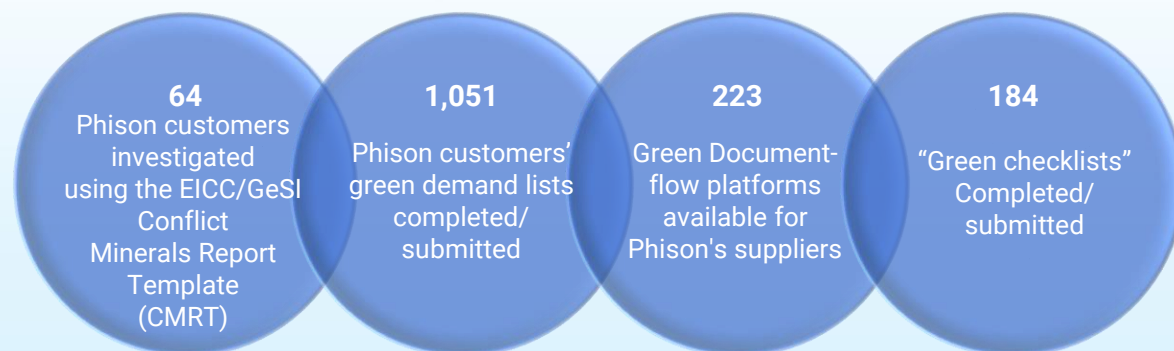 64
Phison customers
investigated
using the EICC/GeSI
Conflict
Minerals Report
Template
(CMRT)
1,051
Phison customers’
green demand lists
completed/
submitted
223
Green Document-
flow platforms
available for
Phison's suppliers
184
“Green checklists”
Completed/
submitted